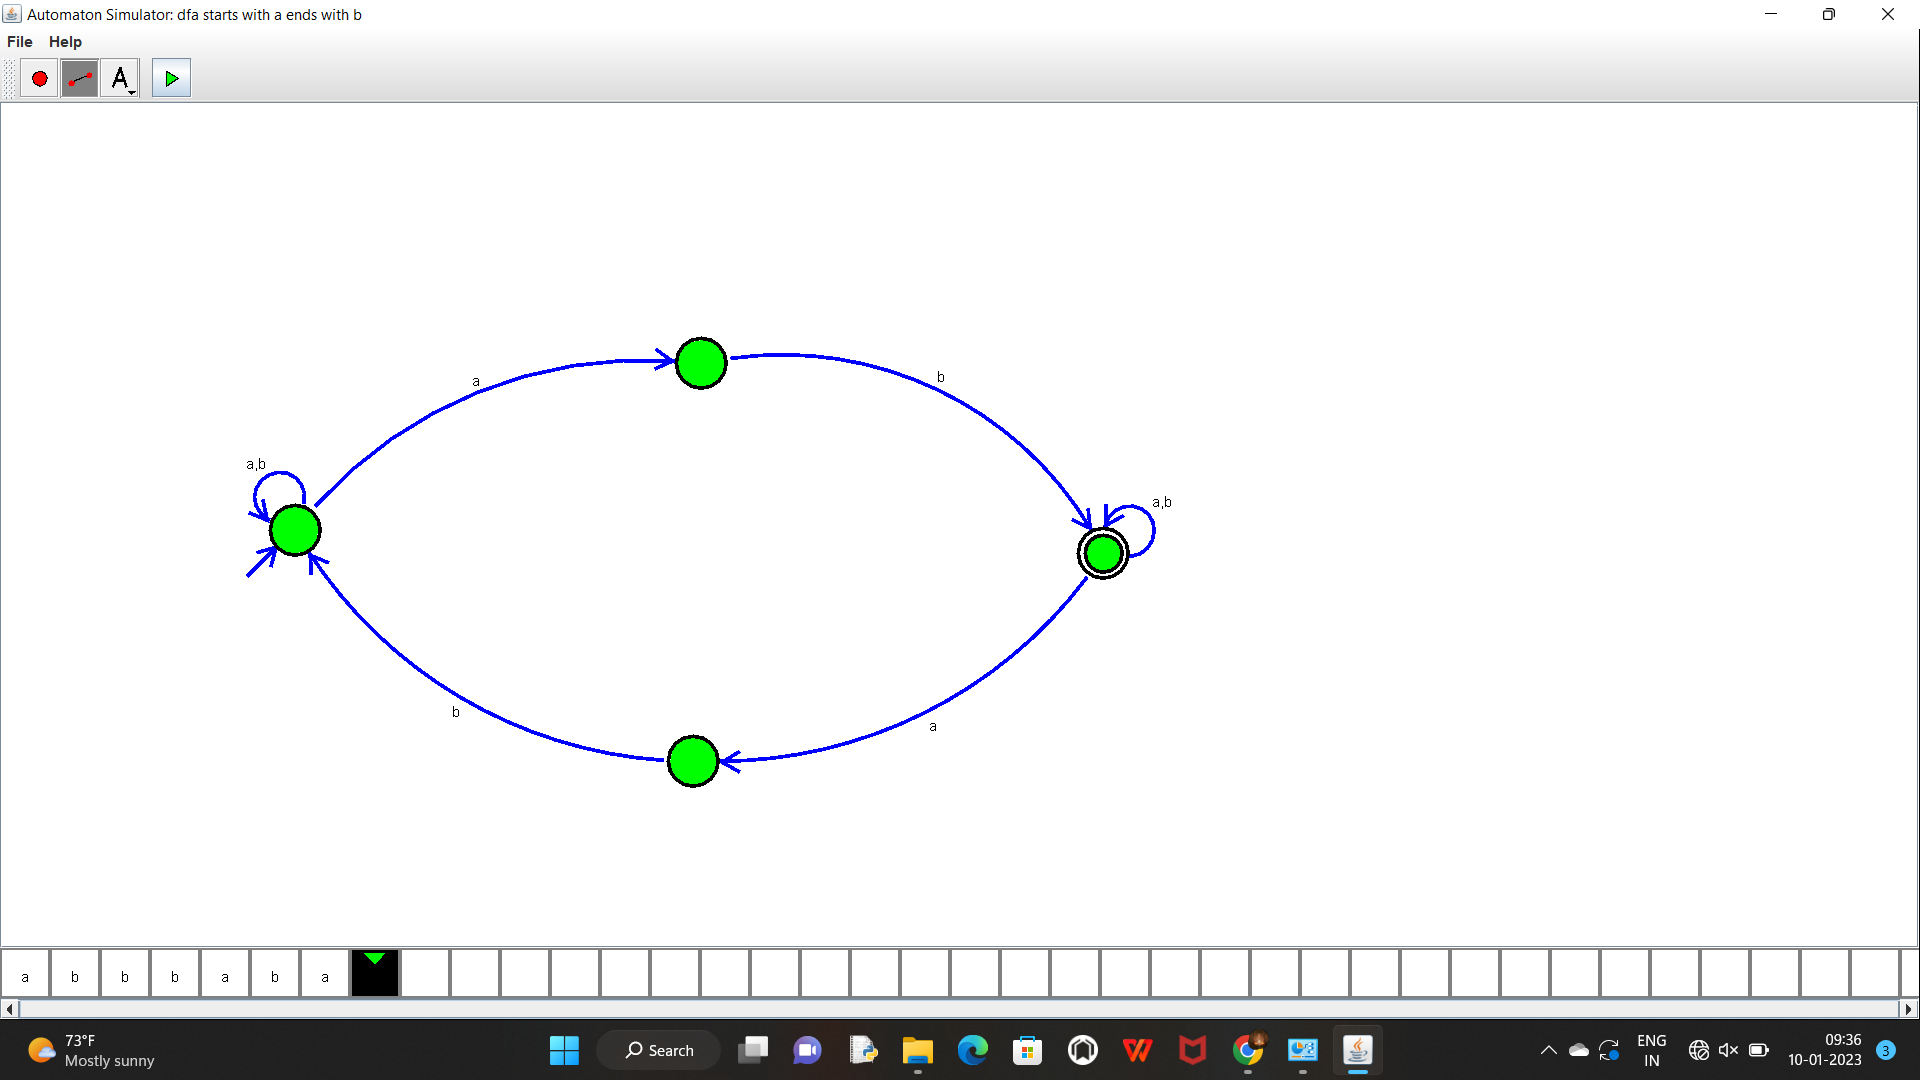 Automaton Simulator: dfa starts with a ends with b
File Help
A
a
b
a,b
a,b
b
a
a b b b a b a
73°F
Mostly sunny
Search
ENG
IN
09:36
10-01-2023
3